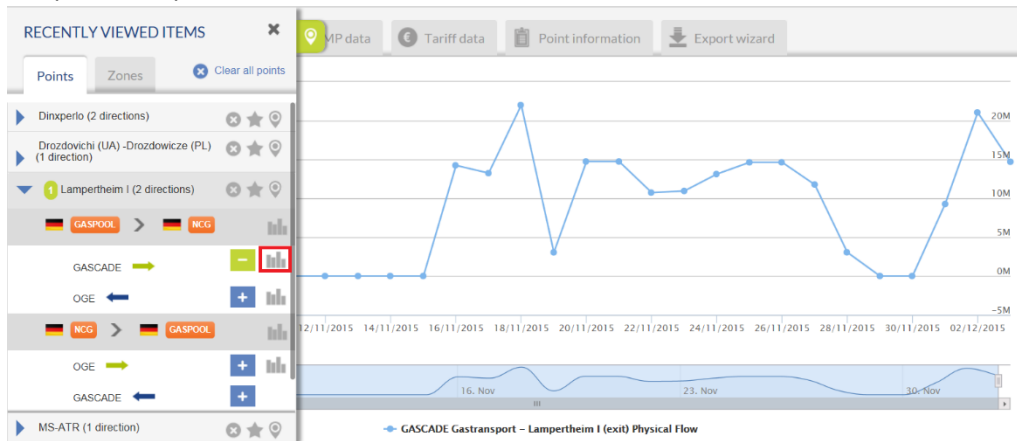 RECENTLY VIEWED ITEMS
MP data
Tariff data
Point information
Export wizard
Points
Zones
Clear all points
Dinxperlo (2 directions)
Drozdovichi (UA) -Drozdowicze (PL)
(1 direction)
1 Lampertheim I (2 directions)
GASPOOL > NCG
GASCADE
OGE
NCG > GASPOOL
OGE
GASCADE
MS-ATR (1 direction)
20M
15M
10M
5M
0M
-5M
12/11/2015 14/11/2015 16/11/2015 18/11/2015 20/11/2015 22/11/2015 24/11/2015 26/11/2015 28/11/2015 30/11/2015 02/12/2015
16. Nov 23. Nov 30. Nov
GASCADE Gastransport – Lampertheim I (exit) Physical Flow